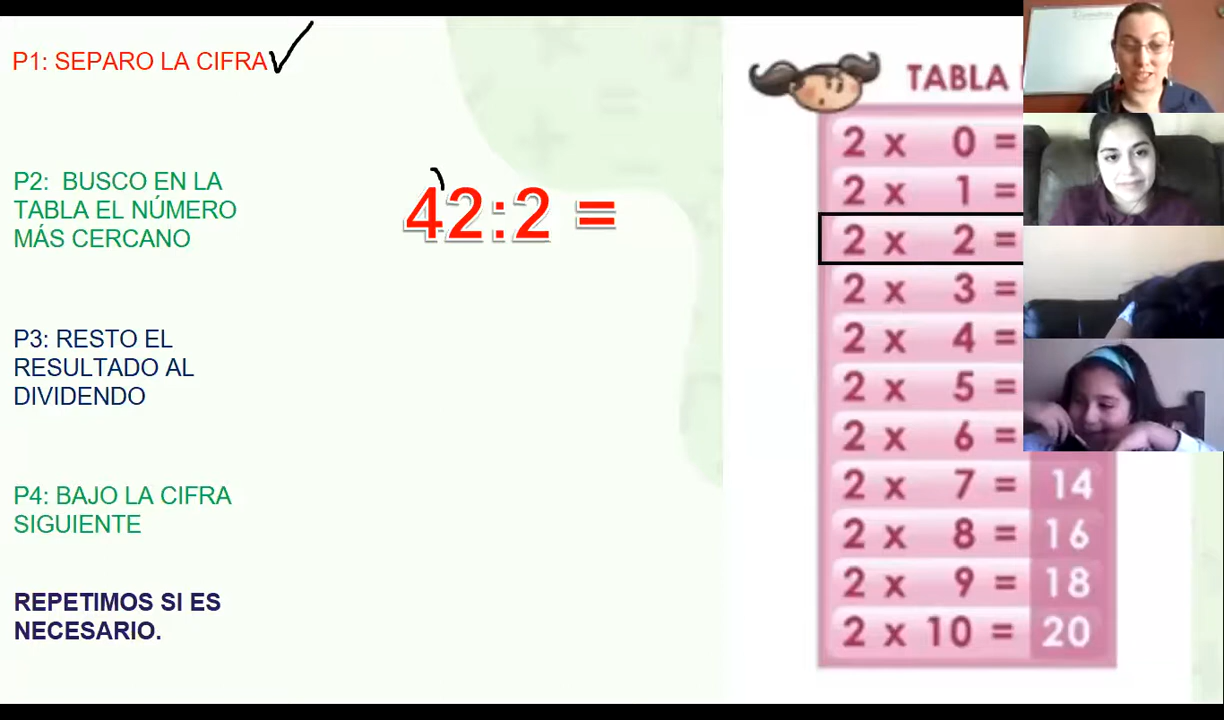 P1: SEPARO LA CIFRA
P2: BUSCO EN LA
TABLA EL NÚMERO
MÁS CERCANO
P3: RESTO EL
RESULTADO AL
DIVIDENDO
P4: BAJO LA CIFRA
SIGUIENTE
REPETIMOS SI ES
NECESARIO.
42:2 =
TABLA
2 x 0 =
2 x 1 =
2 x 2 =
2 x 3 =
2 x 4 =
2 x 5 =
2 x 6 =
2 x 7 = 14
2 x 8 = 16
2 x 9 = 18
2 x 10 = 20